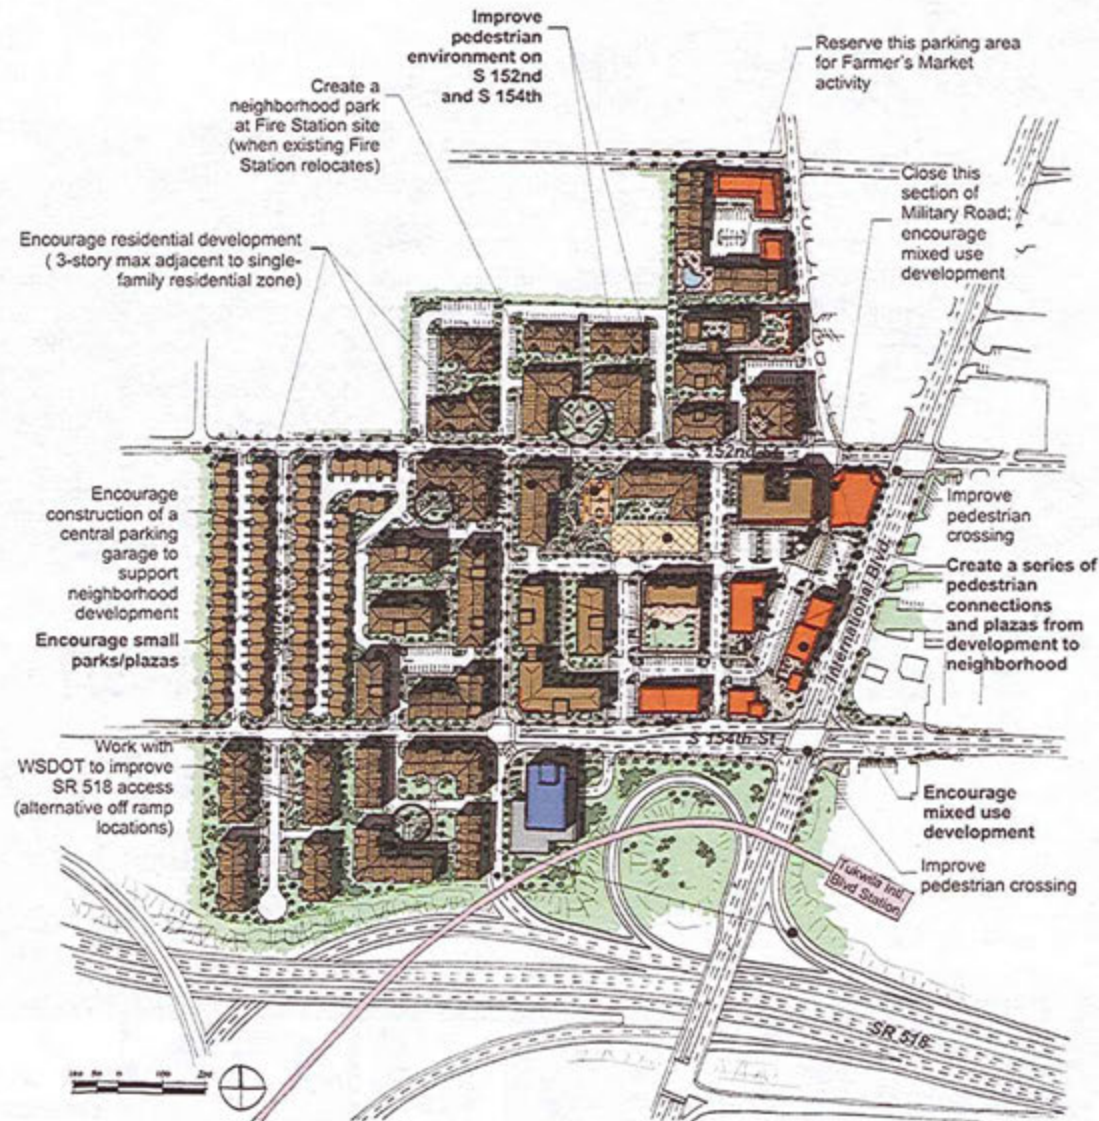 Improve
pedestrian
environment on
S 152nd
and S 154th
Reserve this parking area
for Farmer's Market
activity
Create a
neighborhood park
at Fire Station site
(when existing Fire
Station relocates)
Close this
section of
Military Road;
encourage
mixed use
development
Encourage residential development
( 3-story max adjacent to single-
family residential zone)
S 152nd St
Encourage
construction of a
central parking
garage to
support
neighborhood
development
Improve
pedestrian
crossing
International Blvd
Create a series of
pedestrian
connections
and plazas from
development to
neighborhood
Encourage small
parks/plazas
S 154th St
Work with
WSDOT to improve
SR 518 access
(alternative off ramp
locations)
Encourage
mixed use
development
Improve
pedestrian crossing
Tukwila Intl.
Blvd Station
SR 518